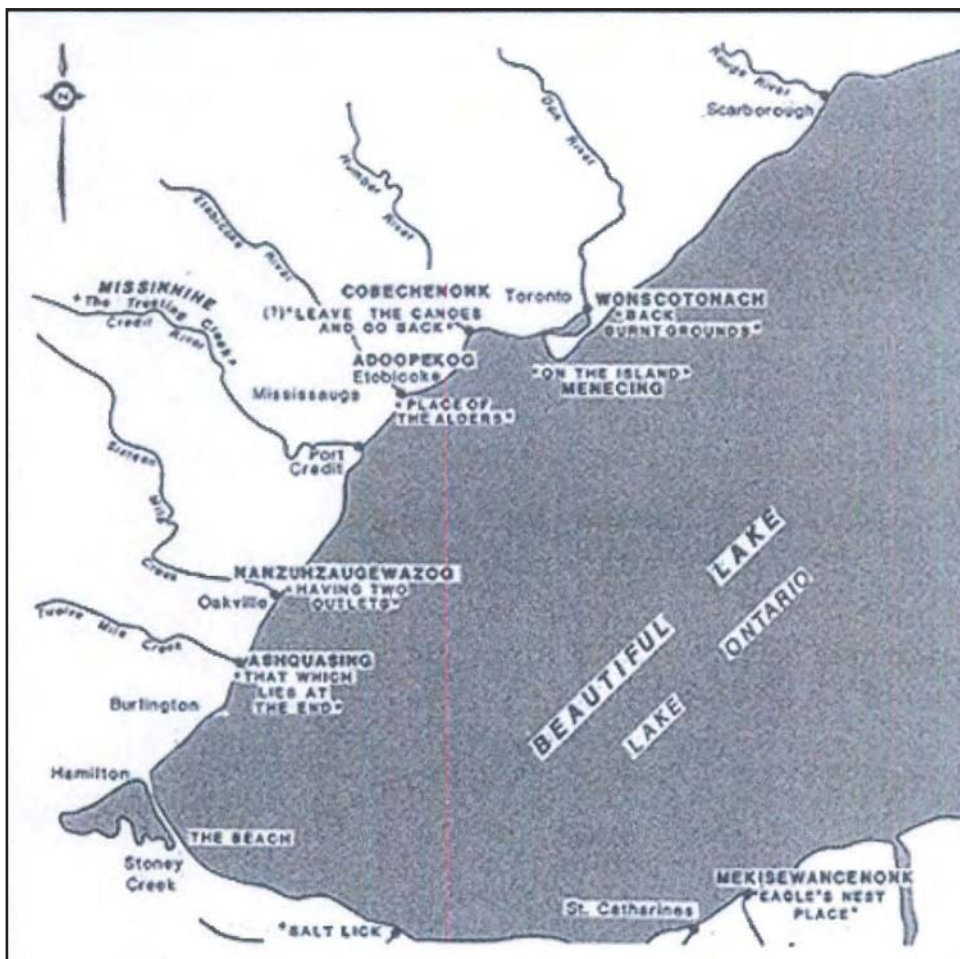 N
Rouge River
Scarborough
Don River
Humber
River
Etobicoke River
MISSINNIHE
"The Trusting Creek"
Credit River
COBECHENONK
(?)"LEAVE THE CANOES
AND GO BACK"
Toronto
WONSCOTONACH
"BACK
BURNT GROUNDS"
ADOOPEKOG
Etobicoke
"PLACE OF
THE ALDERS"
"ON THE ISLAND"
MENECING
Mississauga
Port
Credit
Sixteen
Mile
Creek
NANZUHZAUGEWAZOO
"HAVING TWO
OUTLETS"
Oakville
Twelve Mile Creek
ASHQUASING
"THAT WHICH
LIES AT
THE END"
Burlington
BEAUTIFUL LAKE
LAKE ONTARIO
Hamilton
THE BEACH
Stoney
Creek
"SALT LICK
St. Catharines
MEKISEWANCENONK
"EAGLE'S NEST
PLACE"